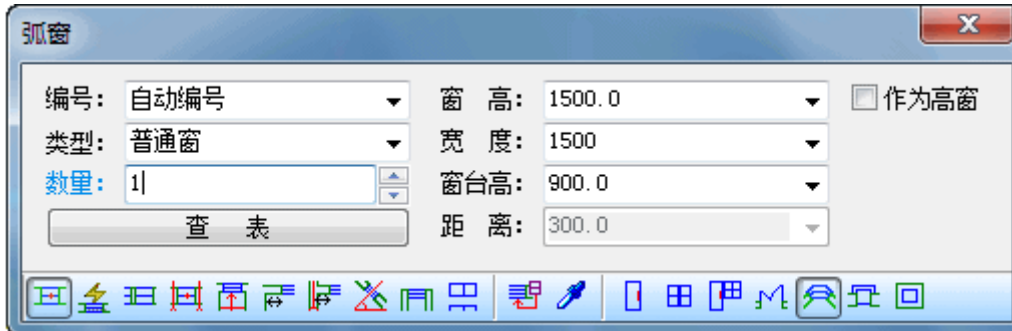 弧窗
编号: 自动编号 窗 高: 1500.0 作为高窗
类型: 普通窗 宽 度: 1500
数量: 1 窗台高: 900.0
查 表 距 离: 300.0